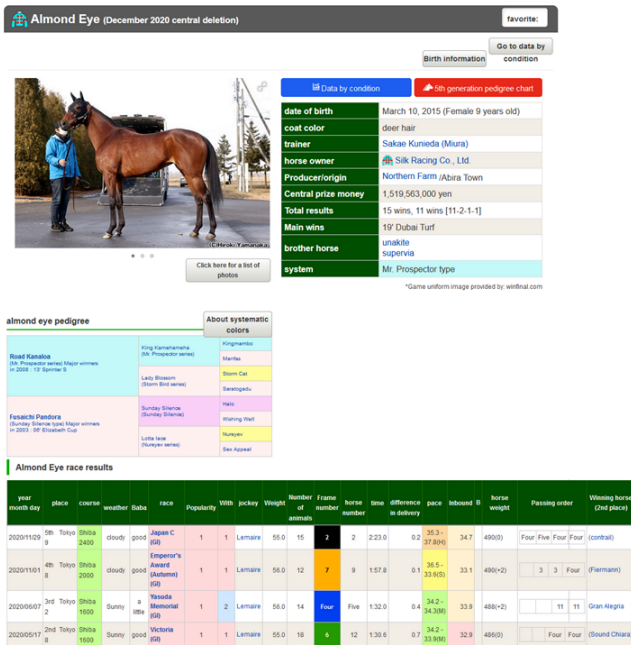 Almond Eye (December 2020 central deletion)
favorite:
Go to data by condition
Birth information
Data by condition
5th generation pedigree chart
date of birth March 10, 2015 (Female 9 years old)
coat color deer hair
trainer Sakae Kunieda (Miura)
horse owner Silk Racing Co., Ltd.
Producer/origin Northern Farm /Abira Town
Central prize money 1,519,563,000 yen
Total results 15 wins, 11 wins [11-2-1-1]
Main wins 19' Dubai Turf
brother horse unakite
supervia
system Mr. Prospector type
(C)Hiroki Yamanaka
Click here for a list of photos
*Game uniform image provided by: winfinal.com
almond eye pedigree
About systematic colors
Road Kanaloa
(Mr. Prospector series) Major winners
in 2008 : 13' Sprinter S
King Kamehameha
(Mr. Prospector series)
Kingmambo
Manfas
Lady Blossom
(Storm Bird series)
Storm Cat
Saratogadu
Fusaichi Pandora
(Sunday Silence type) Major winners
in 2003 : 06' Elizabeth Cup
Sunday Silence
(Sunday Silence)
Halo
Wishing Well
Lotta lace
(Nureyev series)
Nureyev
Sex Appeal
Almond Eye race results
year month day place course weather Baba race Popularity With jockey Weight Number of animals Frame number horse number time difference in delivery pace Inbound B horse weight Passing order Winning horse (2nd place)
2020/11/29 5th Tokyo 9 Shiba 2400 cloudy good Japan C (GI) 1 1 Lemaire 55.0 15 2 2 2:23.0 0.2 35.3 - 37.8(H) 34.7 490(0) Four Five Four Four (contrail)
2020/11/01 4th Tokyo 8 Shiba 2000 cloudy good Emperor's Award (Autumn) (GI) 1 1 Lemaire 56.0 12 7 9 1:57.8 0.1 36.5 - 33.6(S) 33.1 490(+2) 3 3 Four (Fiermann)
2020/06/07 3rd Tokyo 2 Shiba 1600 Sunny a little Yasuda Memorial (GI) 1 2 Lemaire 56.0 14 Four Five 1:32.0 0.4 34.2 - 34.3(M) 33.9 488(+2) 11 11 Gran Alegria
2020/05/17 2nd Tokyo 8 Shiba 1600 Sunny good Victoria (GI) 1 1 Lemaire 55.0 18 6 12 1:30.6 0.7 34.2 - 33.9(M) 32.9 486(0) Four Four (Sound Chiara)